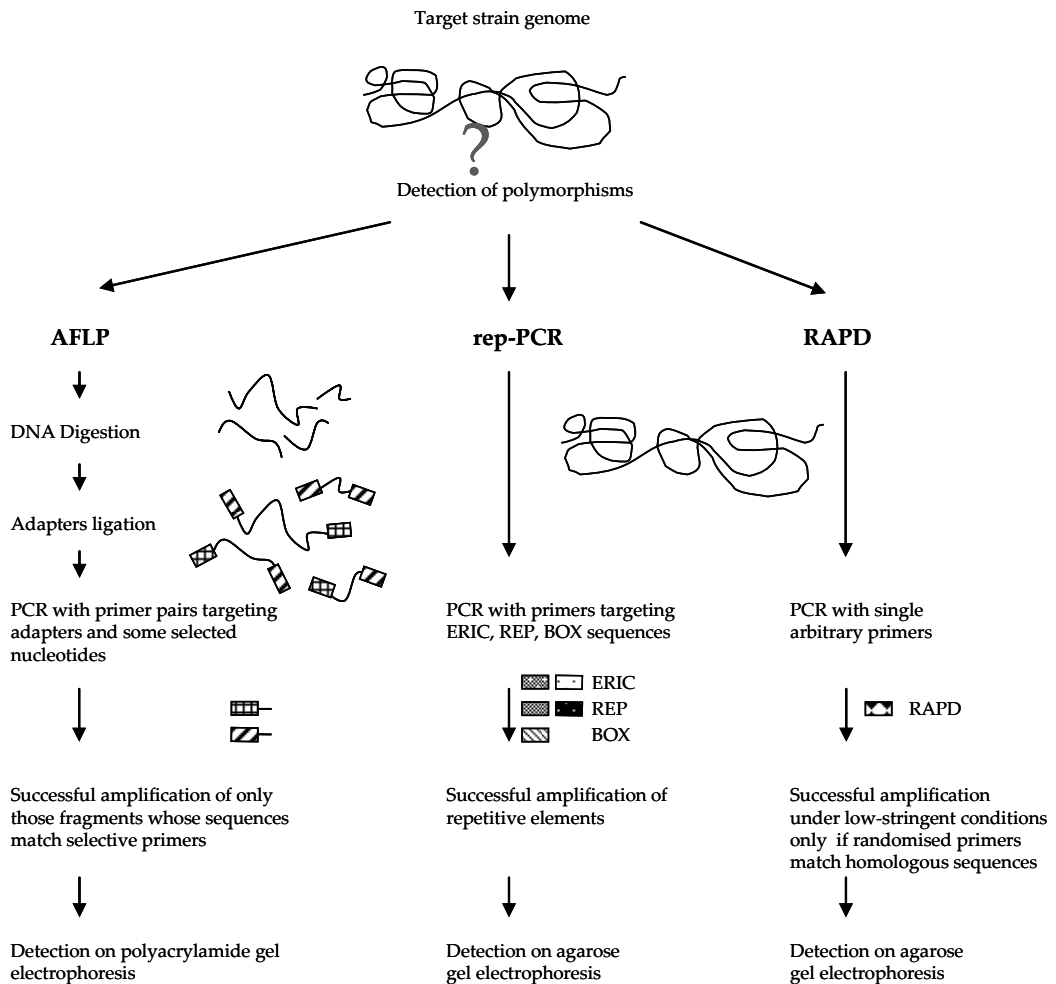 Target strain genome
?
Detection of polymorphisms
AFLP
DNA Digestion
Adapters ligation
PCR with primer pairs targeting
adapters and some selected
nucleotides
Successful amplification of only
those fragments whose sequences
match selective primers
Detection on polyacrylamide gel
electrophoresis
rep-PCR
PCR with primers targeting
ERIC, REP, BOX sequences
ERIC
REP
BOX
Successful amplification of
repetitive elements
Detection on agarose
gel electrophoresis
RAPD
PCR with single
arbitrary primers
RAPD
Successful amplification
under low-stringent conditions
only if randomised primers
match homologous sequences
Detection on agarose
gel electrophoresis